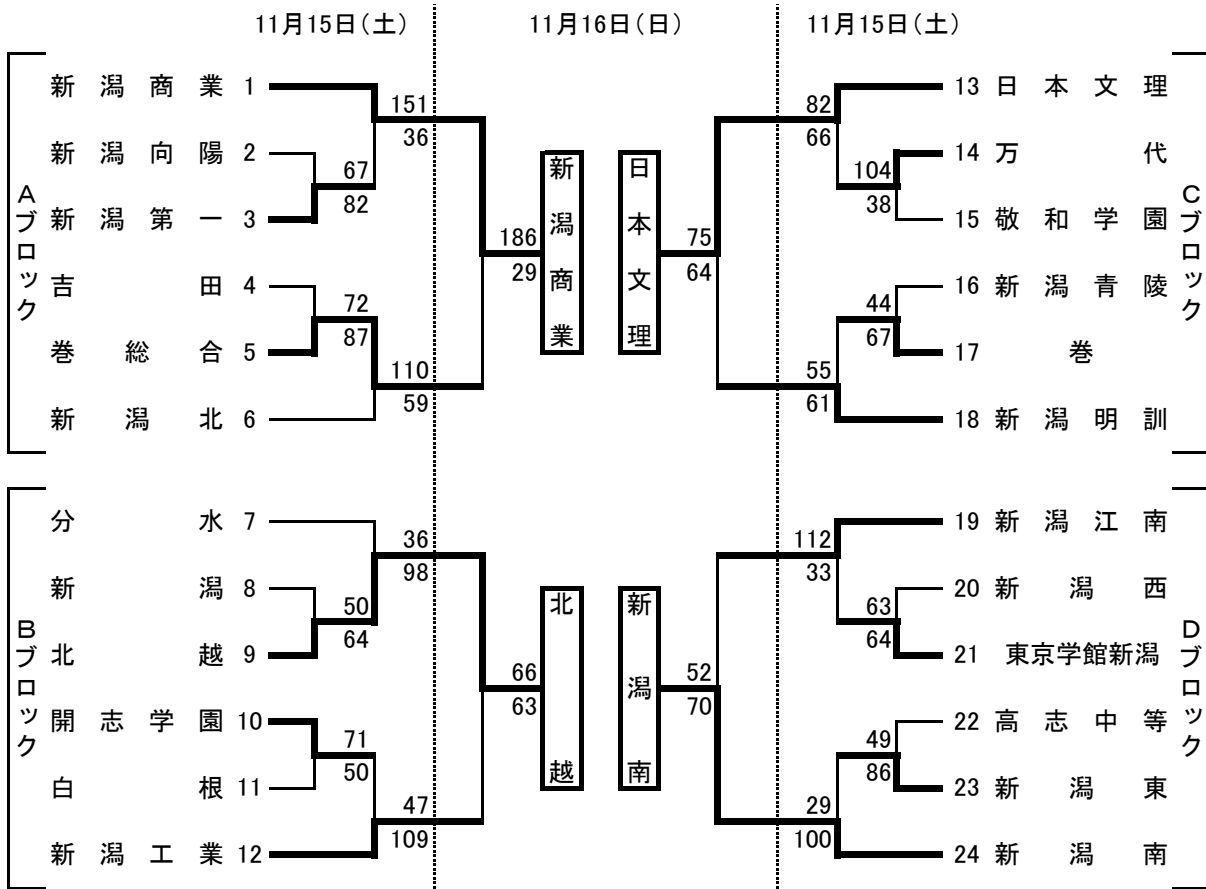 11月15日(土) 11月16日(日) 11月15日(土)
Aブロック
新潟商業 1
新潟向陽 2
新潟第一 3
吉田 4
巻総合 5
新潟北 6
151
36
67
82
72
87
110
59
186
29
新潟商業
Bブロック
分水 7
新潟 8
北越 9
開志学園 10
白根 11
新潟工業 12
36
98
50
64
71
50
47
109
66
63
北越
Cブロック
13 日本文理
14 万代
15 敬和学園
16 新潟青陵
17 巻
18 新潟明訓
82
66
104
38
44
67
55
61
75
64
日本文理
Dブロック
19 新潟江南
20 新潟西
21 東京学館新潟
22 高志中等
23 新潟東
24 新潟南
112
33
63
64
49
86
29
100
52
70
新潟南